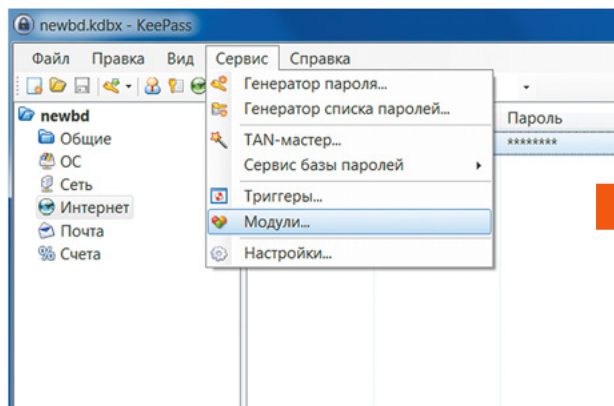 newbd.kdbx - KeePass
Файл Правка Вид Сервис Справка
Генератор пароля...
Генератор списка паролей...
TAN-мастер...
Сервис базы паролей
Триггеры...
Модули...
Настройки...
newbd
Общие
ОС
Сеть
Интернет
Почта
Счета
Пароль
********